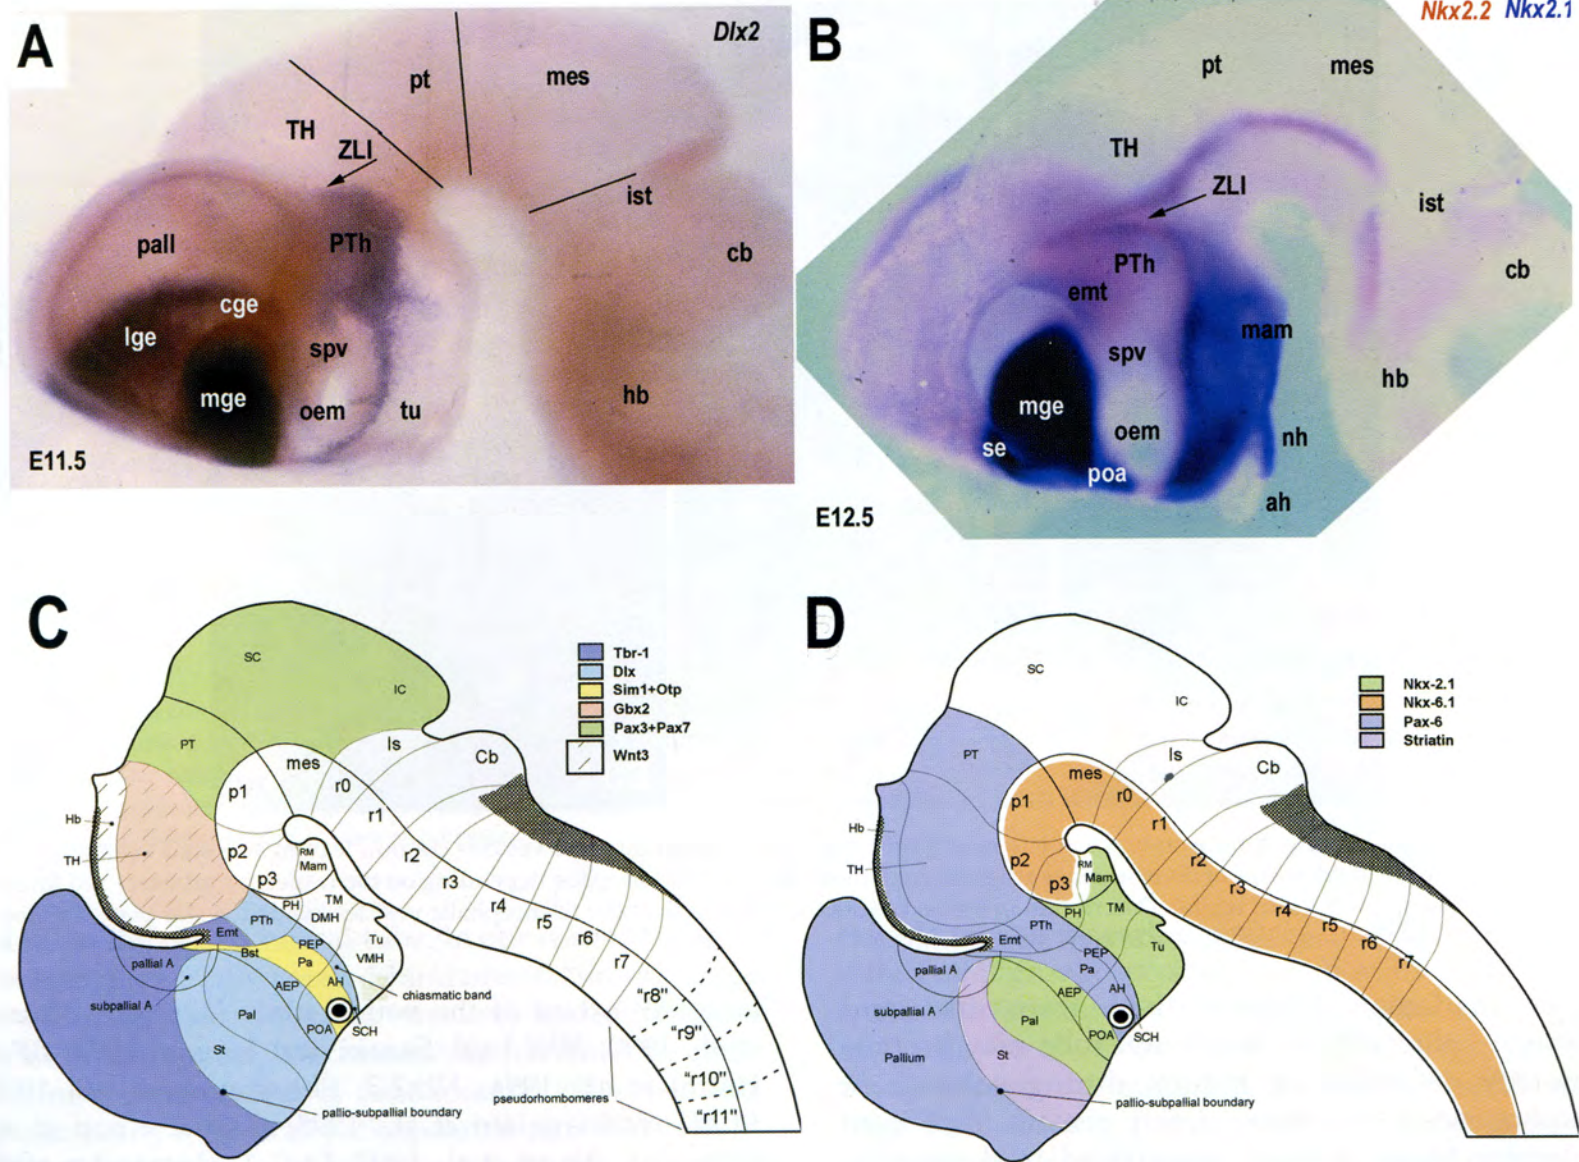 A
Dlx2
pt
mes
TH
ZLI
ist
pall
PTh
cb
cge
lge
spv
mge
oem
tu
hb
E11.5
B
Nkx2.2 Nkx2.1
pt
mes
TH
ZLI
ist
PTh
cb
emt
mam
spv
hb
mge
oem
nh
se
poa
ah
E12.5
C
SC
IC
PT
mes
Is
Cb
p1
r0
r1
Hb
TH
p2
RM
Mam
r2
p3
r3
PH
TM
r4
PTh
DMH
r5
Emt
Tu
r6
Bst
PEP
VMH
r7
pallial A
Pa
AH
subpallial A
AEP
chiasmatic band
"r8"
Pal
POA
SCH
"r9"
St
"r10"
pseudorhombomeres
"r11"
pallio-subpallial boundary
Tbr-1
Dlx
Sim1+Otp
Gbx2
Pax3+Pax7
Wnt3
D
SC
IC
PT
mes
Is
Cb
p1
r0
r1
Hb
TH
p2
RM
Mam
r2
p3
r3
PH
TM
r4
PTh
r5
Emt
Tu
r6
PEP
r7
pallial A
Pa
AH
subpallial A
AEP
Pal
POA
SCH
Pallium
St
pallio-subpallial boundary
Nkx-2.1
Nkx-6.1
Pax-6
Striatin